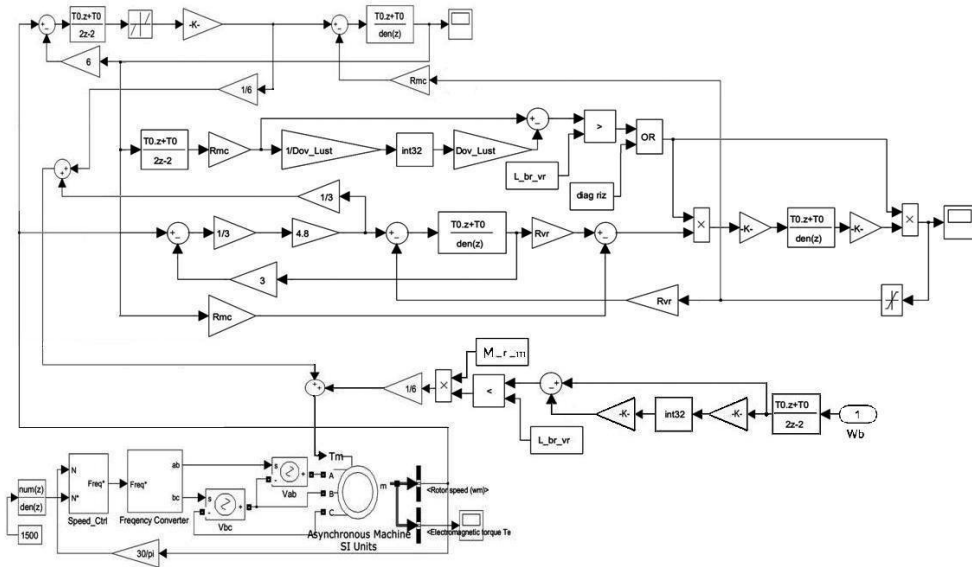 T0.z+T0
2z-2
-K-
T0.z+T0
den(z)
6
Rmc
1/6
T0.z+T0
2z-2
Rmc
1/Dov_Lust
int32
Dov_Lust
>
OR
L_br_vr
diag riz
1/3
1/3
4.8
T0.z+T0
den(z)
Rvr
×
-K-
T0.z+T0
den(z)
-K-
×
3
Rmc
Rvr
M_r_m
1/6
×
<
-K-
int32
-K-
T0.z+T0
2z-2
1
Wb
L_br_vr
Tm
num(z)
den(z)
1500
N
N*
Freq*
Speed_Ctrl
Freq*
ab
bc
Freqency Converter
s
-
+
Vab
s
-
+
Vbc
A
B
C
m
Asynchronous Machine
SI Units
<Rotor speed (wm)>
<Electromagnetic torque Te
30/pi